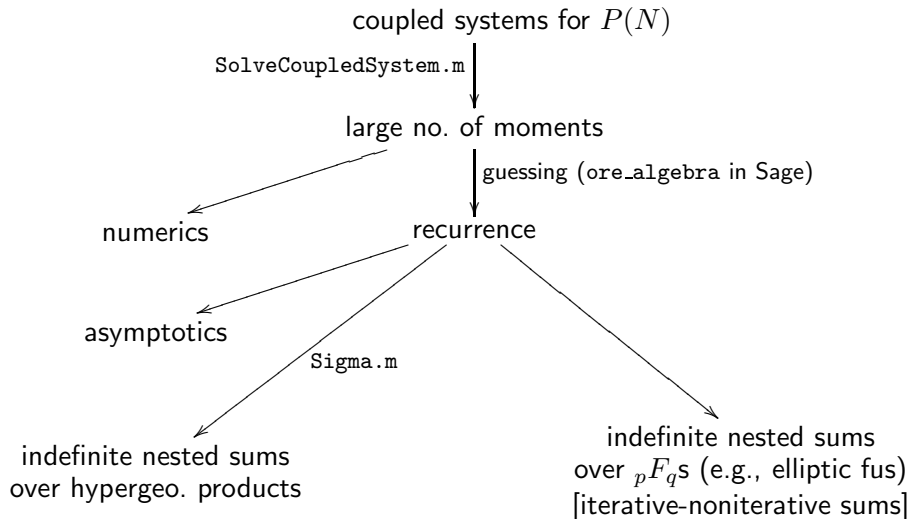 coupled systems for P(N)
SolveCoupledSystem.m
large no. of moments
guessing (ore_algebra in Sage)
numerics
recurrence
asymptotics
Sigma.m
indefinite nested sums
over hypergeo. products
indefinite nested sums
over pFqs (e.g., elliptic fus)
[iterative-noniterative sums]